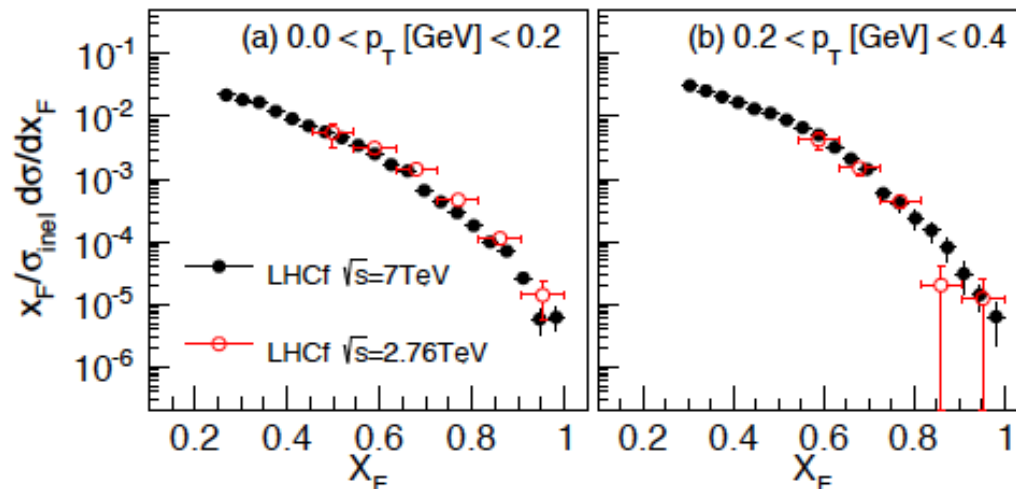 x_F/σ_inel dσ/dx_F
10^-1
10^-2
10^-3
10^-4
10^-5
10^-6
(a) 0.0 < p_T [GeV] < 0.2
LHCf √s=7TeV
LHCf √s=2.76TeV
0.2 0.4 0.6 0.8 1
X_F
(b) 0.2 < p_T [GeV] < 0.4
0.2 0.4 0.6 0.8 1
X_F